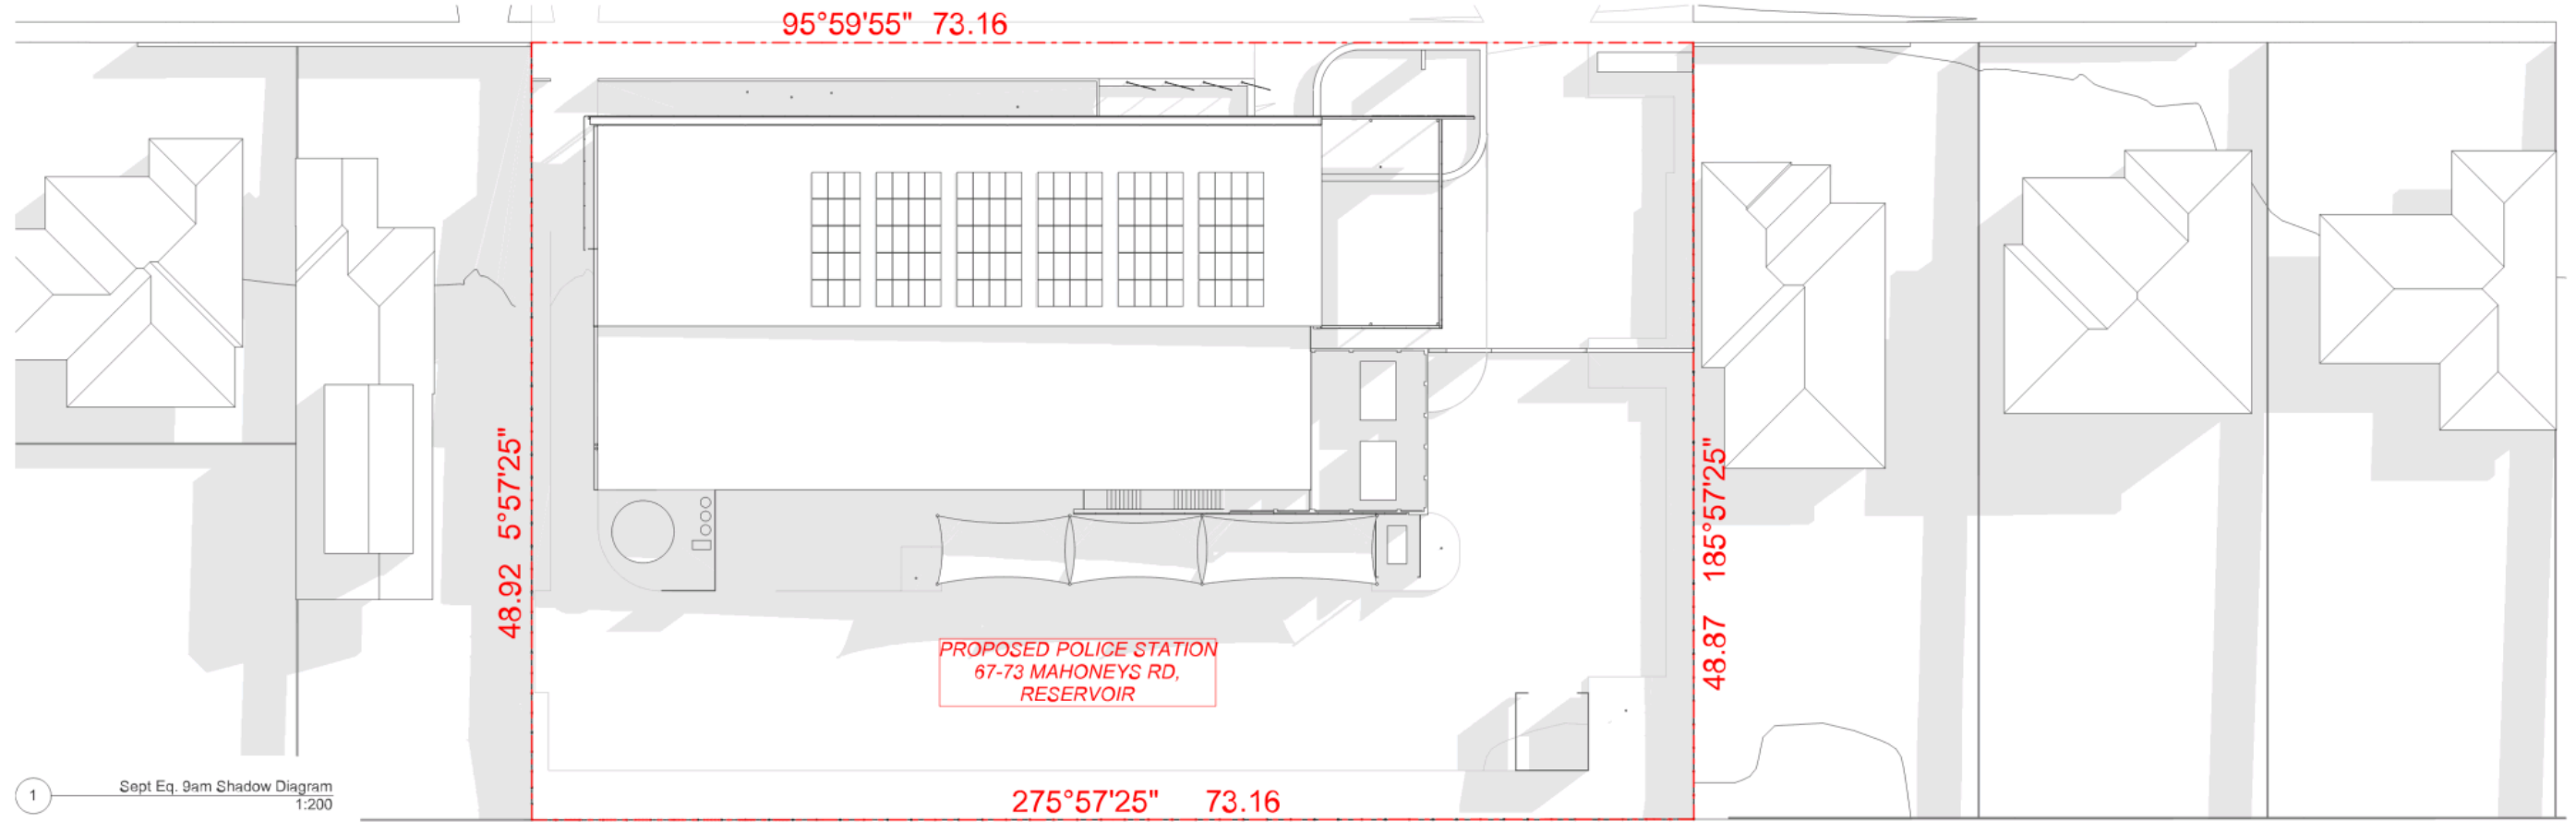 95°59'55" 73.16
48.92 5°57'25"
48.87 185°57'25"
PROPOSED POLICE STATION
67-73 MAHONEYS RD,
RESERVOIR
1
Sept Eq. 9am Shadow Diagram
1:200
275°57'25" 73.16